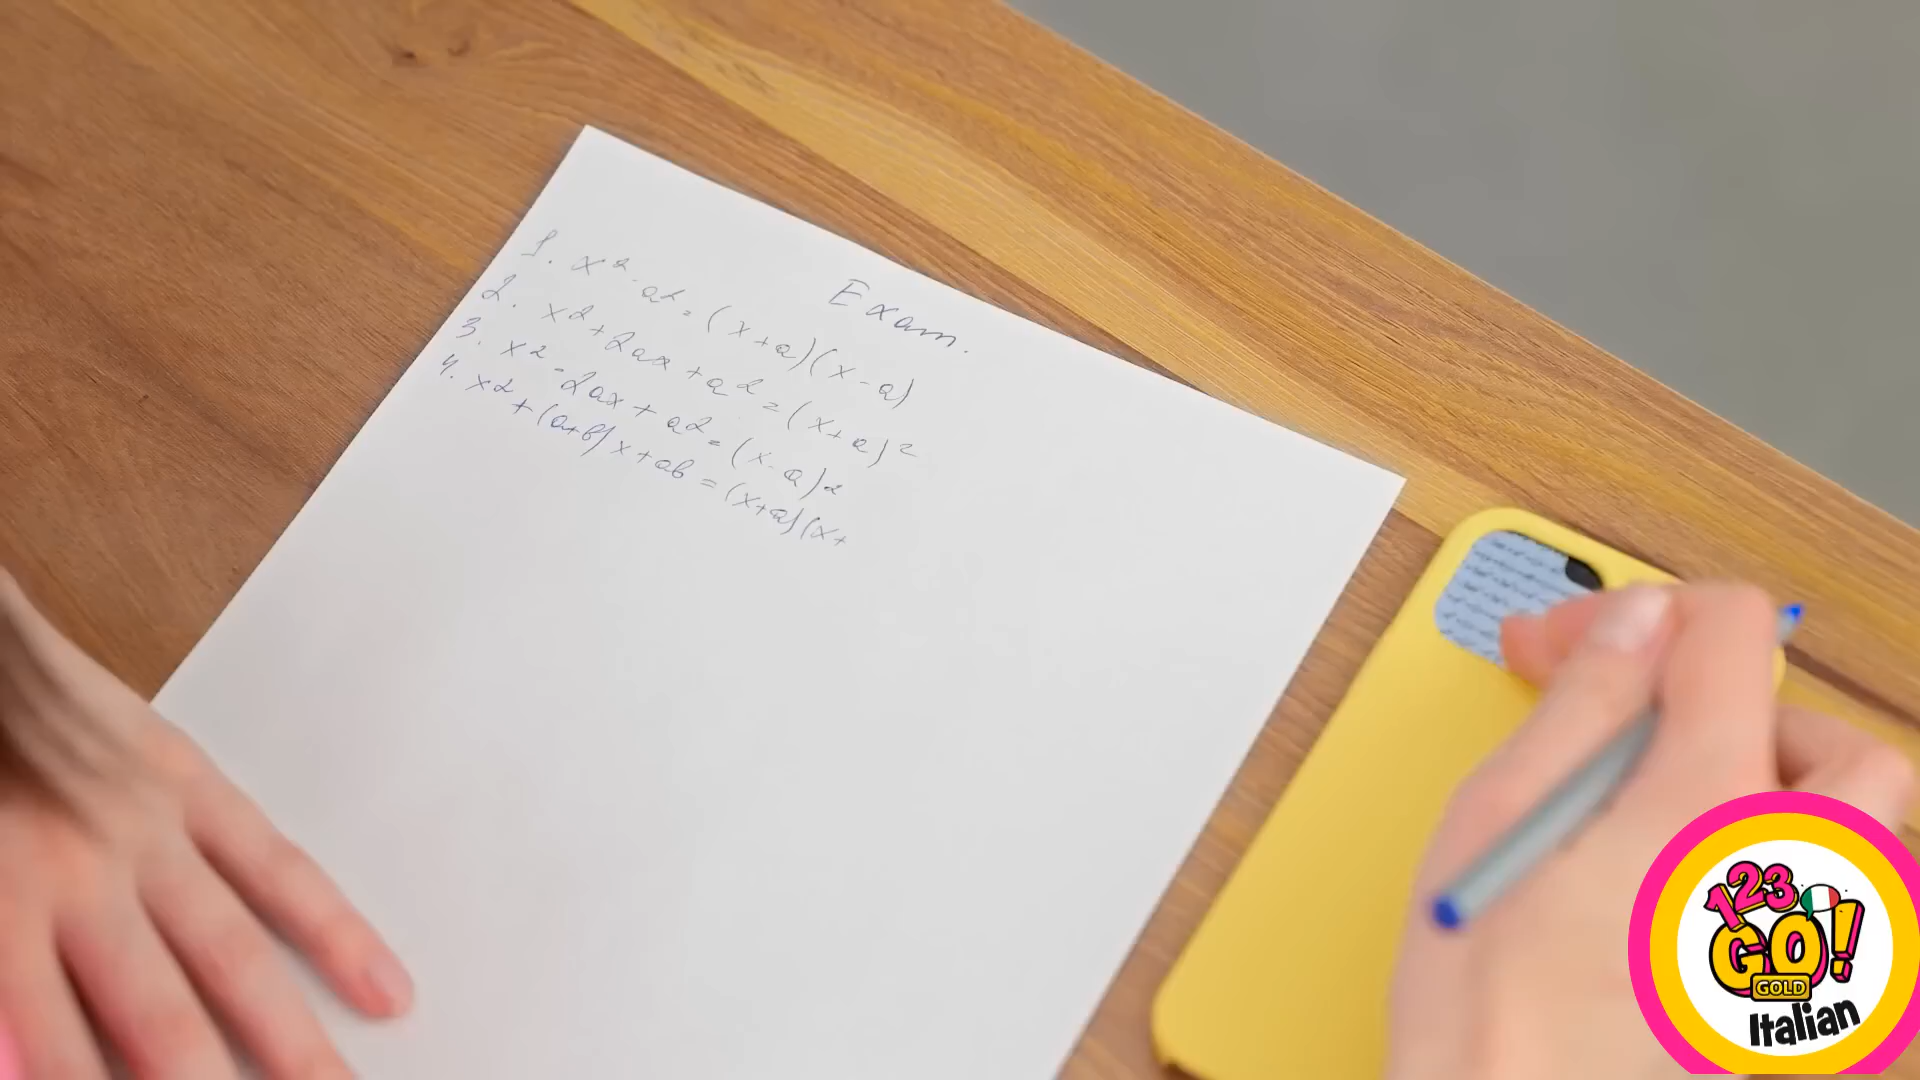 Exam.
1. x² - a² = (x+a)(x-a)
2. x² + 2ax + a² = (x+a)²
3. x² - 2ax + a² = (x-a)²
4. x² + (a+b)x + ab = (x+a)(x+
123
GO!
GOLD
Italian